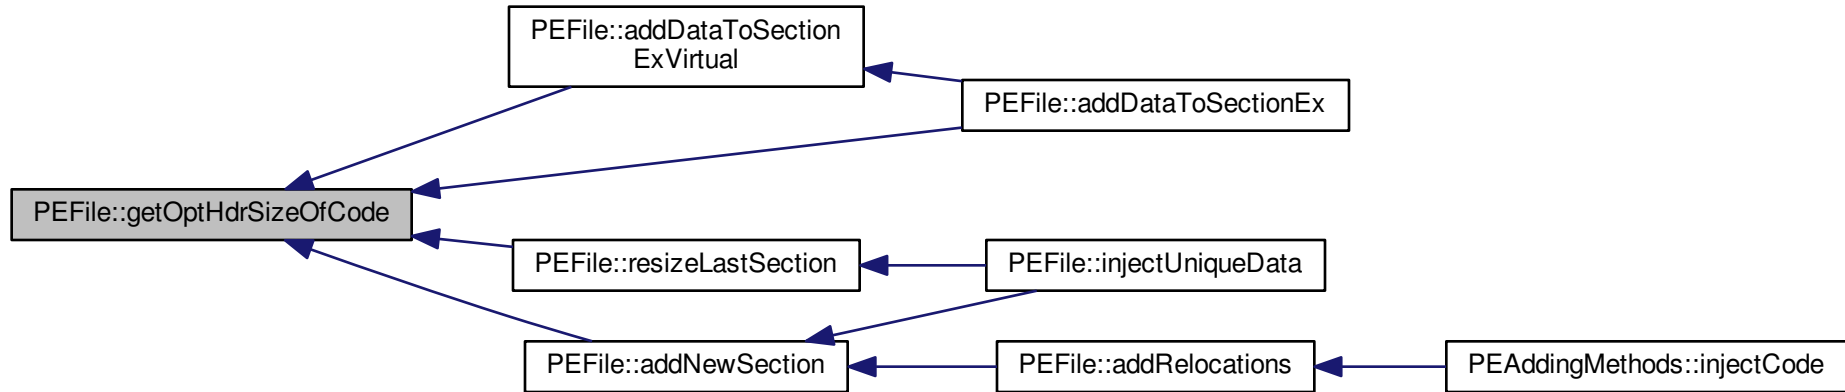 PEFile::addDataToSection
ExVirtual
PEFile::addDataToSectionEx
PEFile::getOptHdrSizeOfCode
PEFile::resizeLastSection
PEFile::injectUniqueData
PEFile::addNewSection
PEFile::addRelocations
PEAddingMethods::injectCode